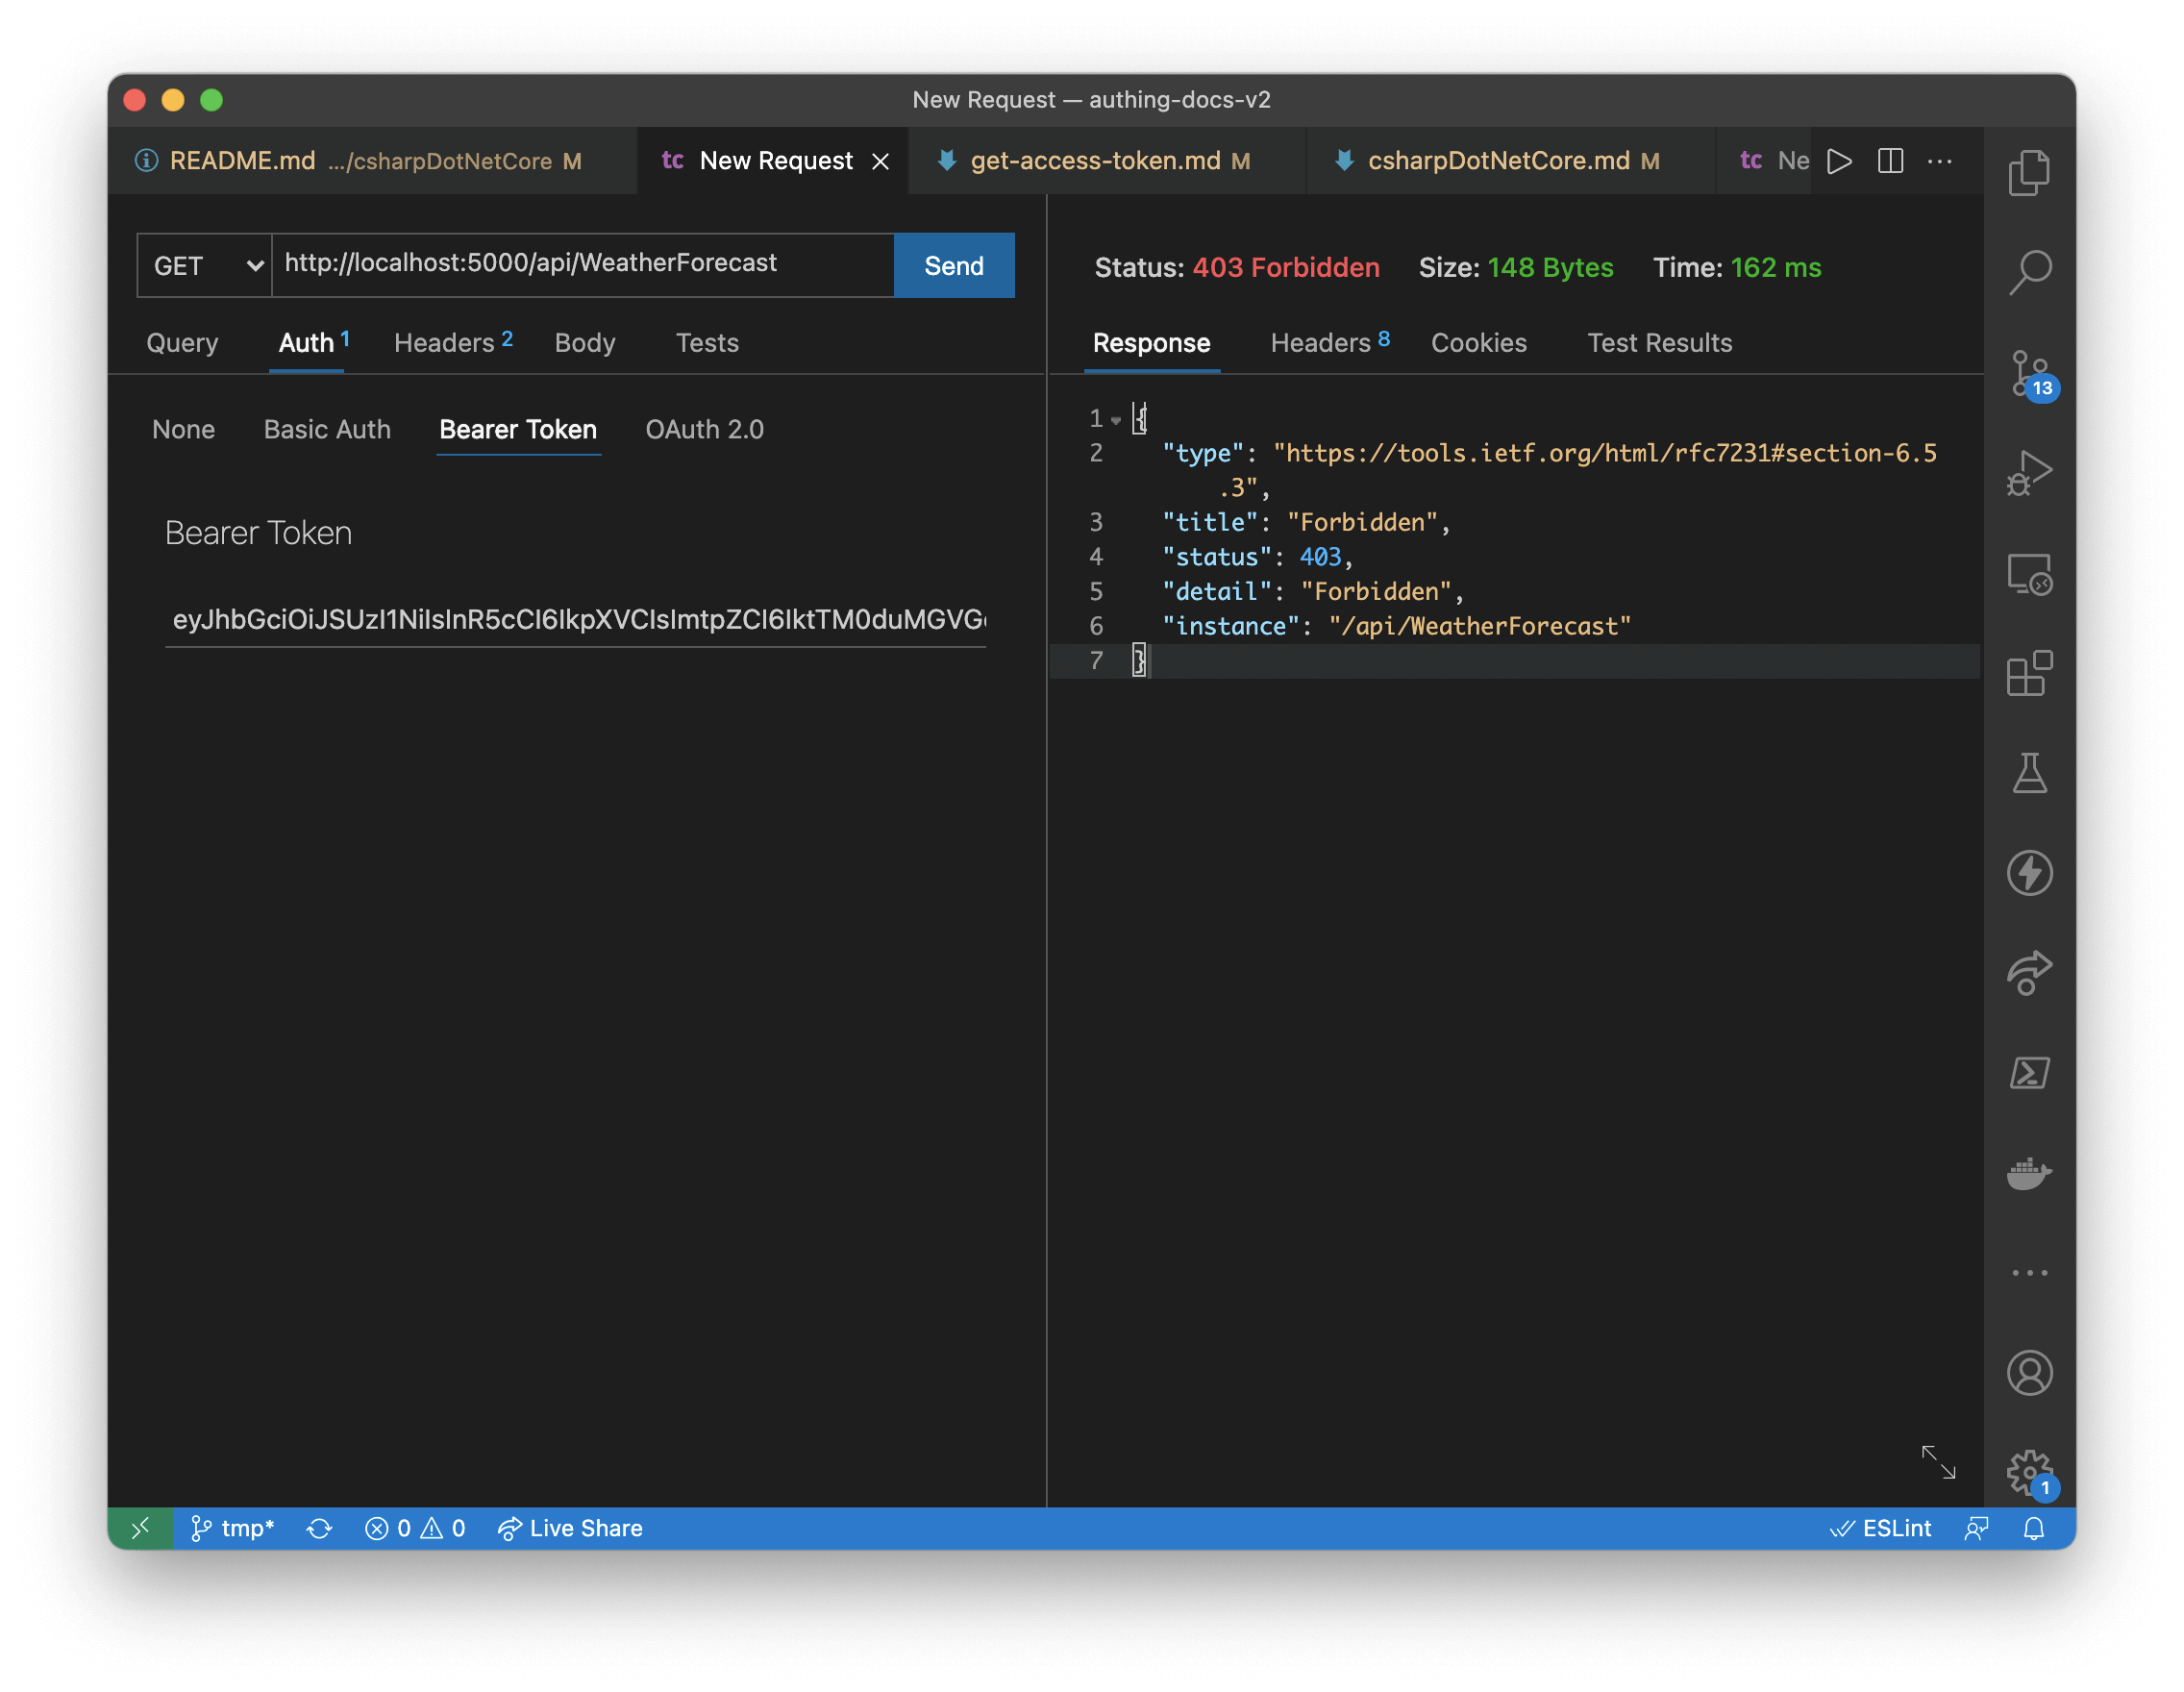 New Request — authing-docs-v2
README.md .../csharpDotNetCore M
tc New Request
get-access-token.md M
csharpDotNetCore.md M
tc Ne
GET http://localhost:5000/api/WeatherForecast Send
Query Auth 1 Headers 2 Body Tests
None Basic Auth Bearer Token OAuth 2.0
Bearer Token
eyJhbGciOiJSUzI1NiIsInR5cCI6IkpXVCIsImtpZCI6IktTM0duMGVG
Status: 403 Forbidden Size: 148 Bytes Time: 162 ms
Response Headers 8 Cookies Test Results
1 {
2 "type": "https://tools.ietf.org/html/rfc7231#section-6.5
.3",
3 "title": "Forbidden",
4 "status": 403,
5 "detail": "Forbidden",
6 "instance": "/api/WeatherForecast"
7 }
13
1
tmp* 0 0 Live Share
ESLint